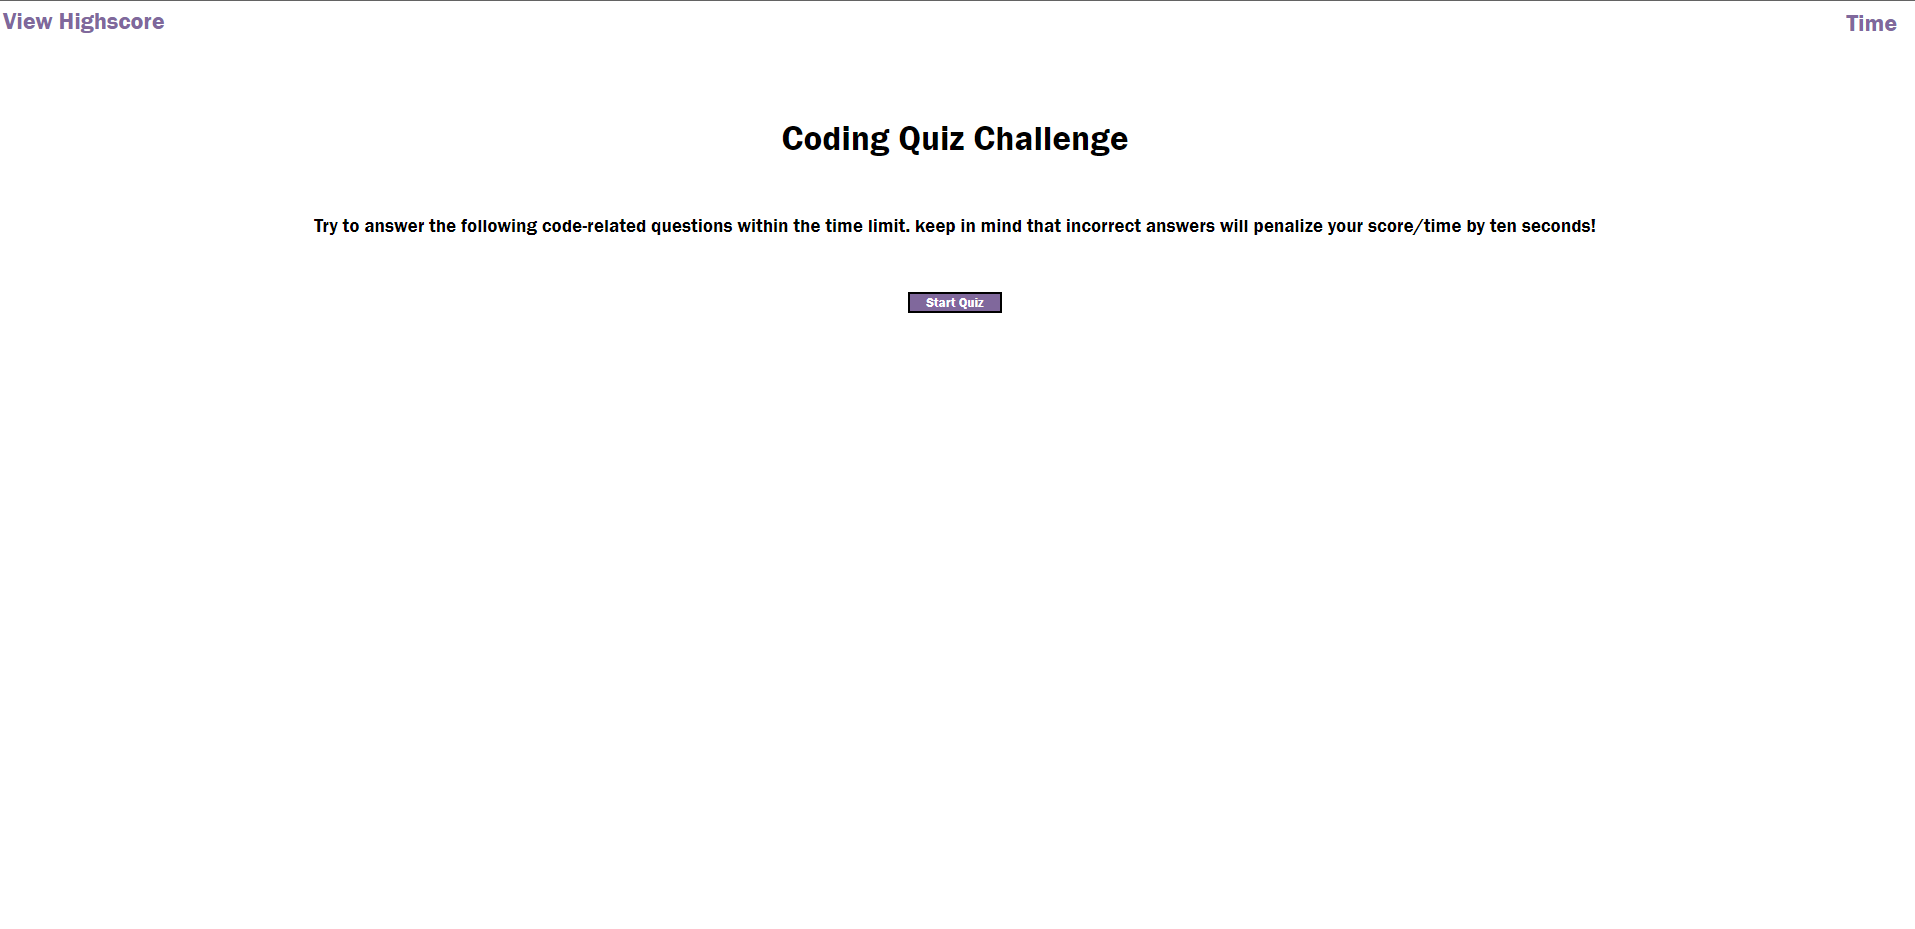 View Highscore
Time
Coding Quiz Challenge
Try to answer the following code-related questions within the time limit. keep in mind that incorrect answers will penalize your score/time by ten seconds!
Start Quiz